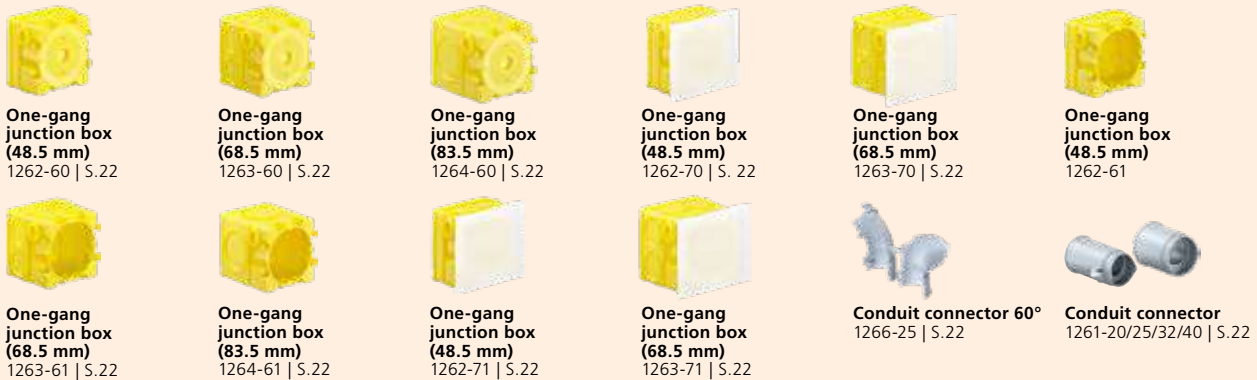 One-gang
junction box
(48.5 mm)
1262-60 | S.22
One-gang
junction box
(68.5 mm)
1263-60 | S.22
One-gang
junction box
(83.5 mm)
1264-60 | S.22
One-gang
junction box
(48.5 mm)
1262-70 | S. 22
One-gang
junction box
(68.5 mm)
1263-70 | S.22
One-gang
junction box
(48.5 mm)
1262-61
One-gang
junction box
(68.5 mm)
1263-61 | S.22
One-gang
junction box
(83.5 mm)
1264-61 | S.22
One-gang
junction box
(48.5 mm)
1262-71 | S.22
One-gang
junction box
(68.5 mm)
1263-71 | S.22
Conduit connector 60°
1266-25 | S.22
Conduit connector
1261-20/25/32/40 | S.22